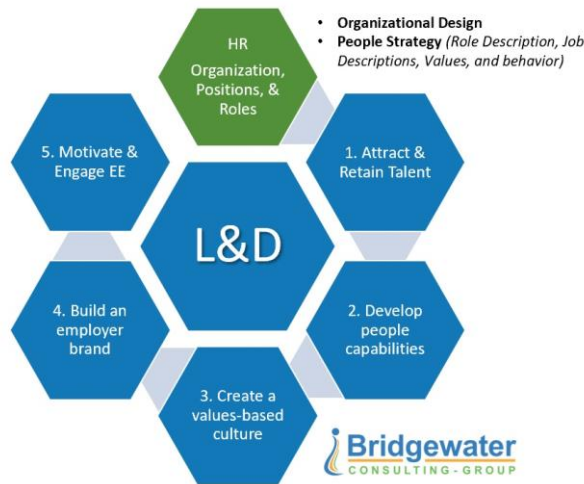 HR
Organization,
Positions, &
Roles
• Organizational Design
• People Strategy (Role Description, Job
Descriptions, Values, and behavior)
1. Attract &
Retain Talent
2. Develop
people
capabilities
3. Create a
values-based
culture
4. Build an
employer
brand
5. Motivate &
Engage EE
L&D
Bridgewater
CONSULTING-GROUP